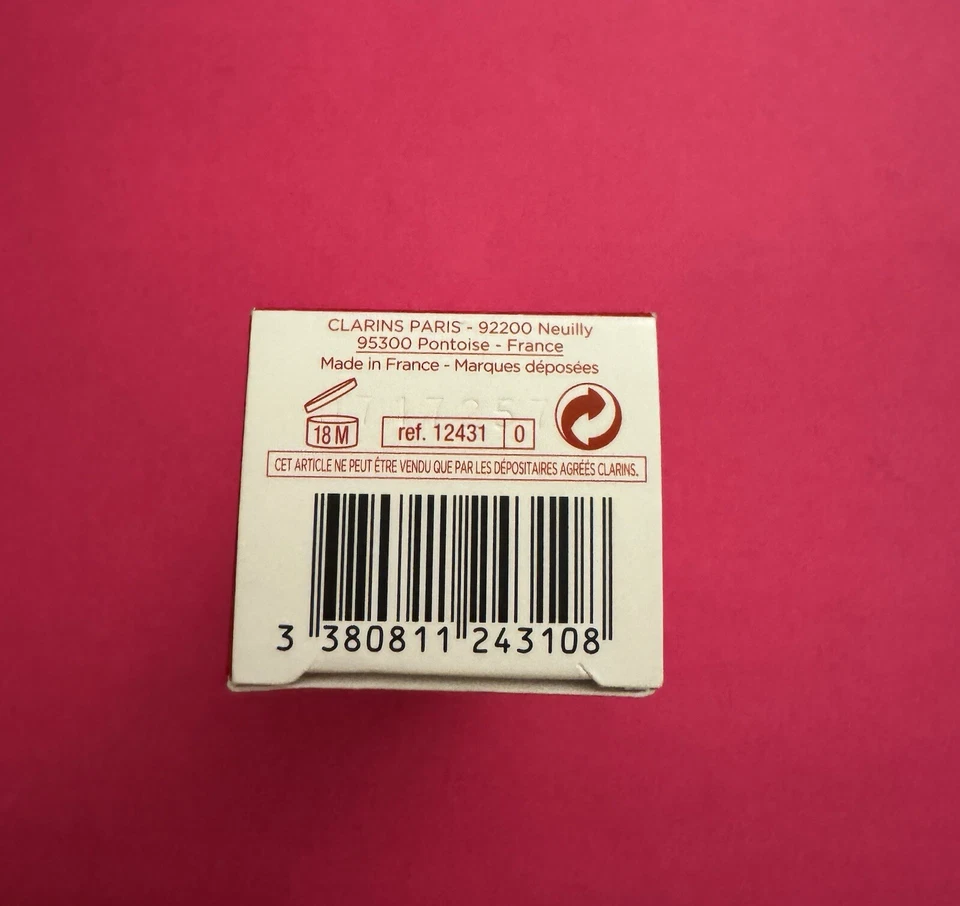 CLARINS PARIS - 92200 Neuilly
95300 Pontoise - France
Made in France - Marques déposées
18 M
ref. 12431 0
CET ARTICLE NE PEUT ÊTRE VENDU QUE PAR LES DÉPOSITAIRES AGRÉÉS CLARINS.
3 380811 243108